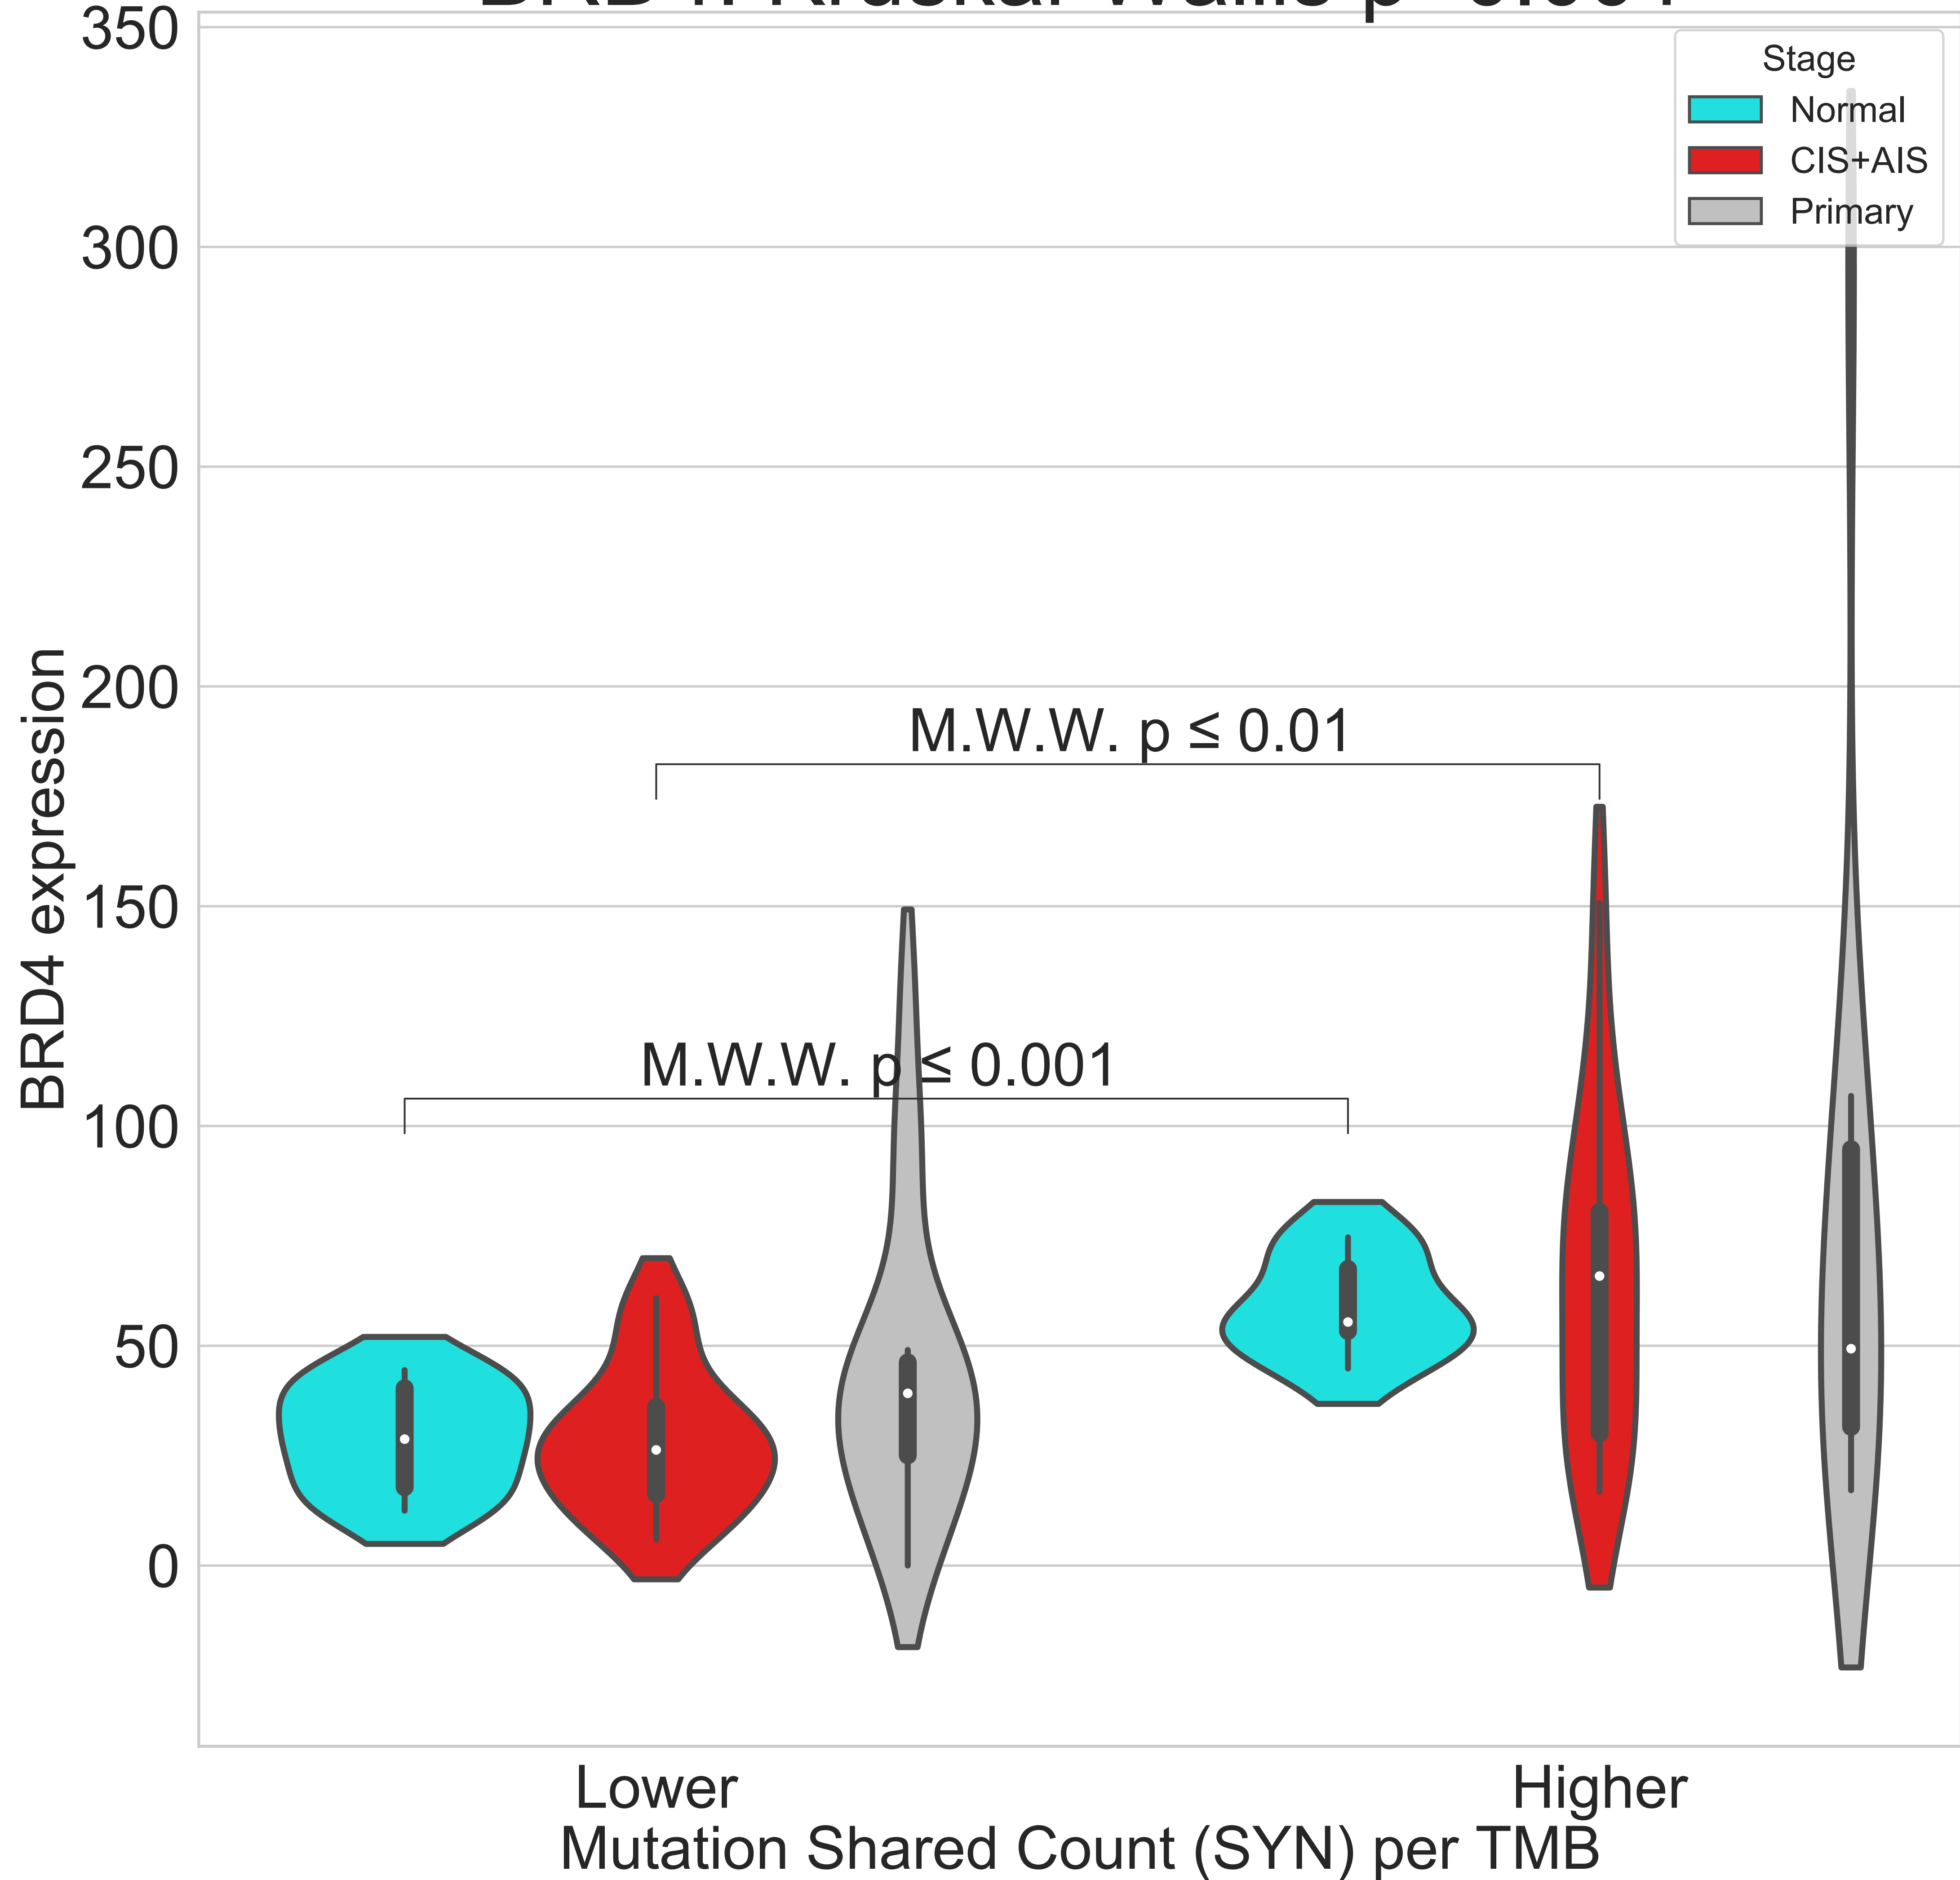 350
300
250
200
150
100
50
0
BRD4 expression
Stage
Normal
CIS+AIS
Primary
M.W.W. p ≤ 0.01
M.W.W. p ≤ 0.001
Lower
Higher
Mutation Shared Count (SYN) per TMB